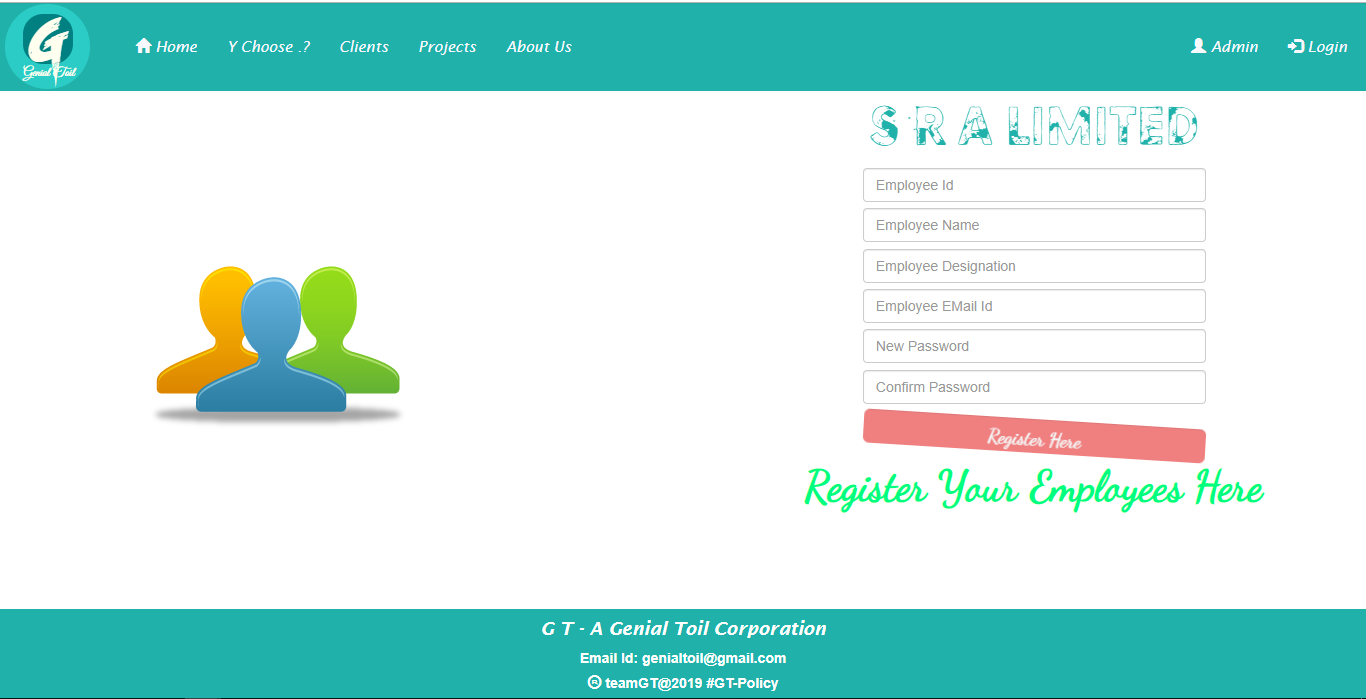 G
Genial Toil
Home Y Choose .? Clients Projects About Us Admin Login
S R A LIMITED
Employee Id
Employee Name
Employee Designation
Employee EMail Id
New Password
Confirm Password
Register Here
Register Your Employees Here
G T - A Genial Toil Corporation
Email Id: genialtoil@gmail.com
® teamGT@2019 #GT-Policy